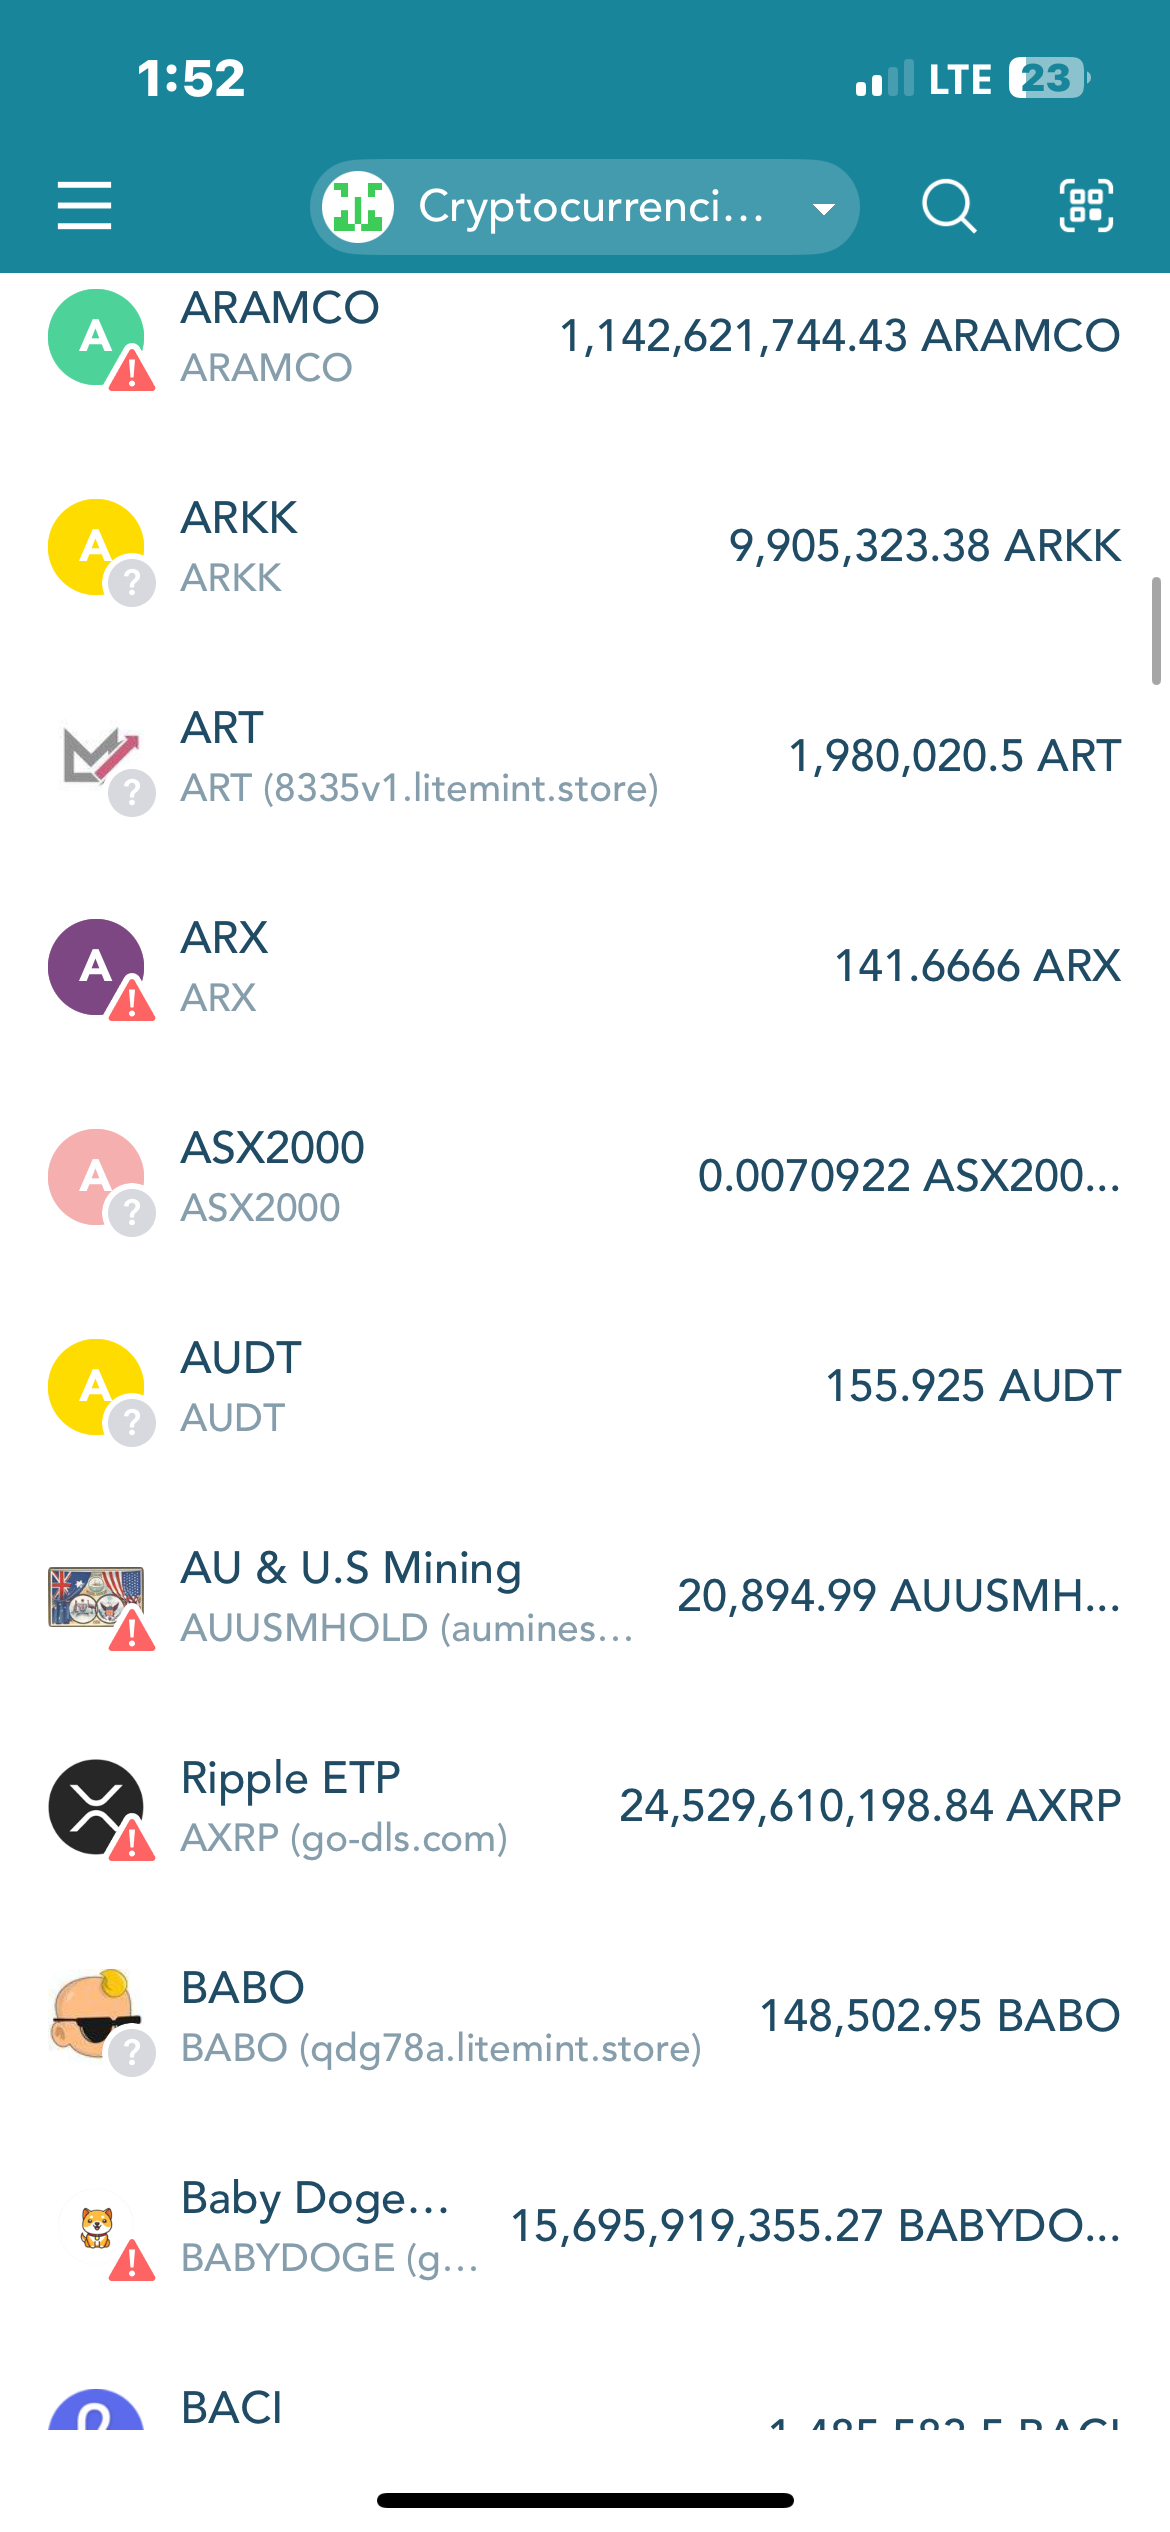 1:52
LTE 23
Cryptocurrenci...
ARAMCO
1,142,621,744.43 ARAMCO
ARAMCO
ARKK
9,905,323.38 ARKK
ARKK
ART
1,980,020.5 ART
ART (8335v1.litemint.store)
ARX
141.6666 ARX
ARX
ASX2000
0.0070922 ASX200...
ASX2000
AUDT
155.925 AUDT
AUDT
AU & U.S Mining
20,894.99 AUUSMH...
AUUSMHOLD (aumines...
Ripple ETP
24,529,610,198.84 AXRP
AXRP (go-dls.com)
BABO
148,502.95 BABO
BABO (qdg78a.litemint.store)
Baby Doge...
15,695,919,355.27 BABYDO...
BABYDOGE (g...
BACI